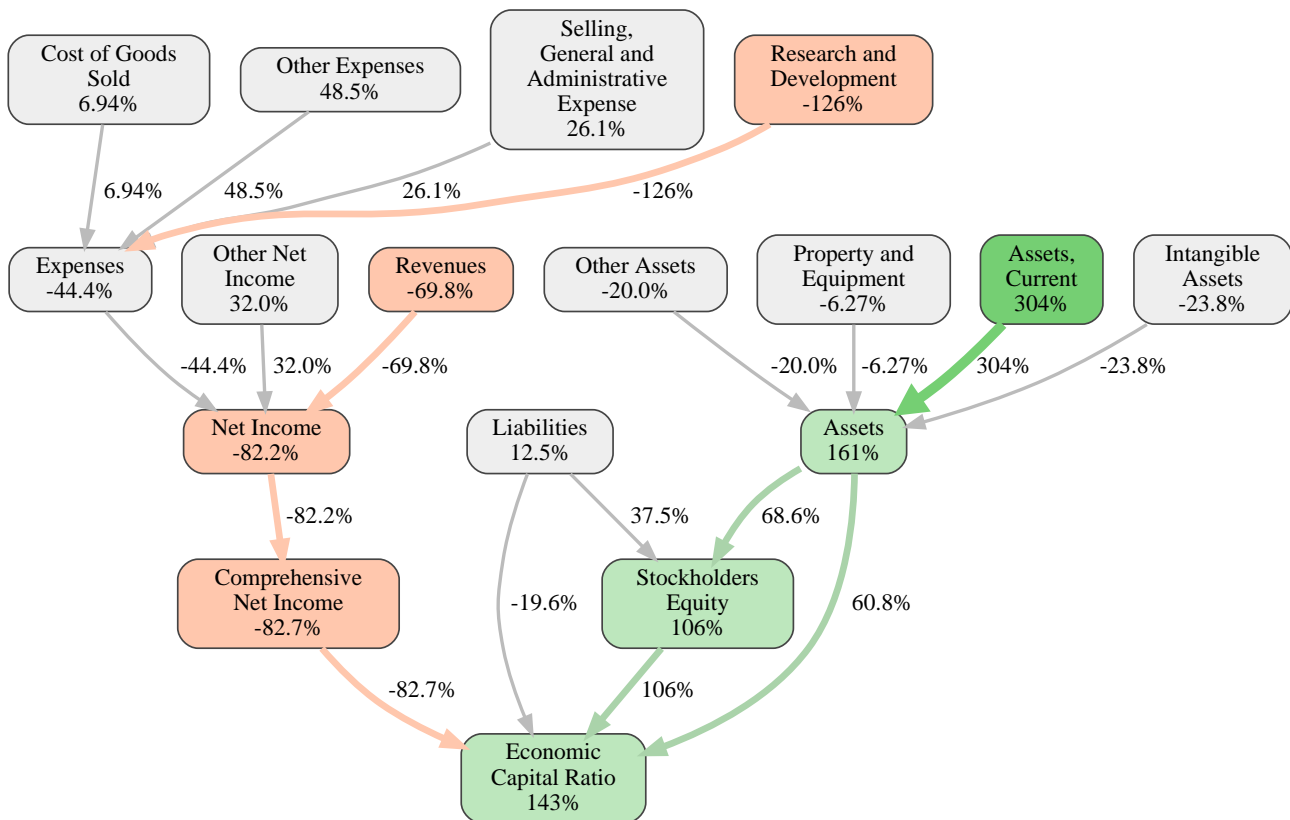 Cost of Goods
Sold
6.94%
Other Expenses
48.5%
Selling,
General and
Administrative
Expense
26.1%
Research and
Development
-126%
6.94%
48.5%
26.1%
-126%
Expenses
-44.4%
Other Net
Income
32.0%
Revenues
-69.8%
Other Assets
-20.0%
Property and
Equipment
-6.27%
Assets,
Current
304%
Intangible
Assets
-23.8%
-44.4%
32.0%
-69.8%
-20.0%
-6.27%
304%
-23.8%
Net Income
-82.2%
Liabilities
12.5%
Assets
161%
-82.2%
37.5%
68.6%
Comprehensive
Net Income
-82.7%
-19.6%
Stockholders
Equity
106%
60.8%
-82.7%
106%
Economic
Capital Ratio
143%